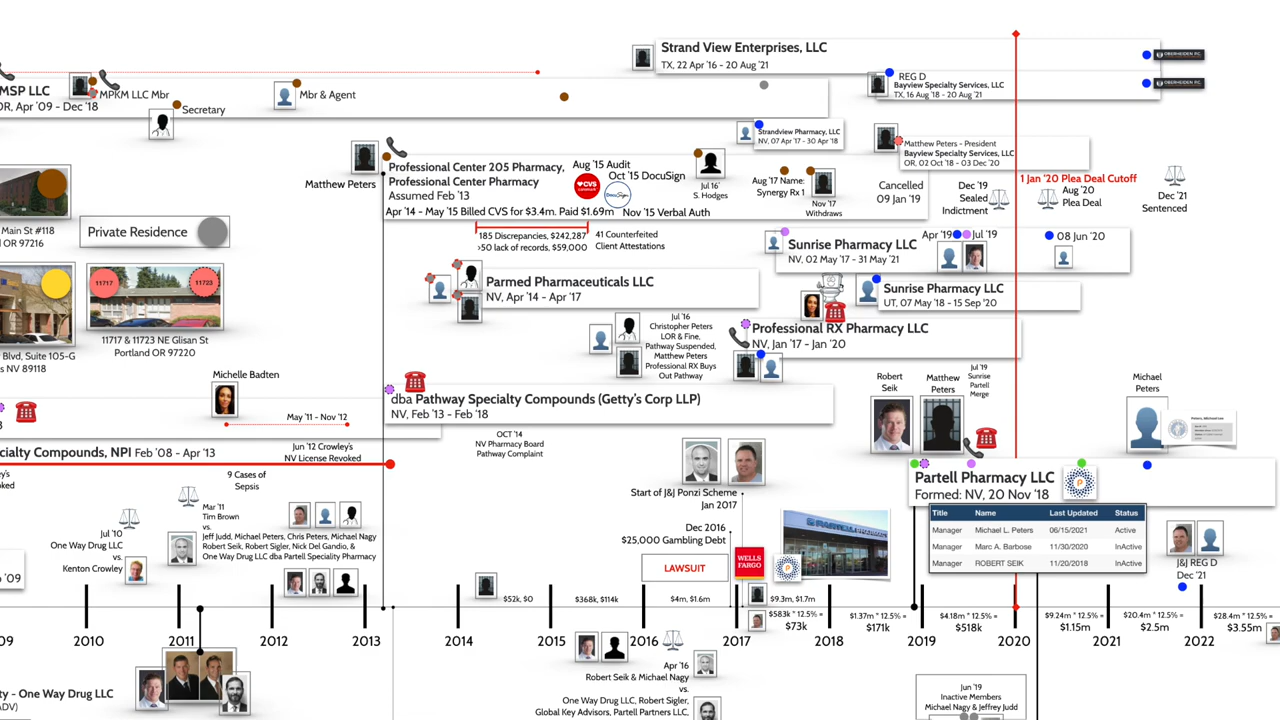 Strand View Enterprises, LLC
TX, 22 Apr '16 - 20 Aug '21
OBERHEIDEN P.C.
REG D
Bayview Specialty Services, LLC
TX, 16 Aug '18 - 20 Aug '21
OBERHEIDEN P.C.
MSP LLC
OR, Apr '09 - Dec '18
MPKM LLC Mbr
Secretary
Mbr & Agent
Strandview Pharmacy, LLC
NV, 07 Apr '17 - 30 Apr '18
Matthew Peters - President
Bayview Specialty Services, LLC
OR, 02 Oct '18 - 03 Dec '20
Matthew Peters
Professional Center 205 Pharmacy,
Professional Center Pharmacy
Assumed Feb '13
Apr '14 - May '15 Billed CVS for $3.4m. Paid $1.69m
Aug '15 Audit
CVS
Oct '15 DocuSign
DocuSign
Nov '15 Verbal Auth
Jul '16'
S. Hodges
Aug '17 Name:
Synergy Rx 1
Nov '17
Withdraws
Cancelled
09 Jan '19
Dec '19
Sealed
Indictment
1 Jan '20 Plea Deal Cutoff
Aug '20
Plea Deal
Dec '21
Sentenced
185 Discrepancies, $242,287
>50 lack of records, $59,000
41 Counterfeited
Client Attestations
Main St #118
OR 97216
Private Residence
Sunrise Pharmacy LLC
NV, 02 May '17 - 31 May '21
Apr '19
Jul '19
08 Jun '20
Parmed Pharmaceuticals LLC
NV, Apr '14 - Apr '17
Sunrise Pharmacy LLC
UT, 07 May '18 - 15 Sep '20
11717
11723
11717 & 11723 NE Glisan St
Portland OR 97220
Blvd, Suite 105-G
s NV 89118
Jul '16
Christopher Peters
LOR & Fine,
Pathway Suspended,
Matthew Peters
Professional RX Buys
Out Pathway
Professional RX Pharmacy LLC
NV, Jan '17 - Jan '20
Michelle Badten
May '11 - Nov '12
dba Pathway Specialty Compounds (Getty's Corp LLP)
NV, Feb '13 - Feb '18
Robert
Seik
Matthew
Peters
Jul '19
Sunrise
Partell
Merge
Michael
Peters
Peters, Michael Lee
cialty Compounds, NPI Feb '08 - Apr '13
Jun '12 Crowley's
NV License Revoked
OCT '14
NV Pharmacy Board
Pathway Complaint
9 Cases of
Sepsis
Start of J&J Ponzi Scheme
Jan 2017
Partell Pharmacy LLC
Formed: NV, 20 Nov '18
Title Name Last Updated Status
Manager Michael L. Peters 06/15/2021 Active
Manager Marc A. Barbose 11/30/2020 InActive
Manager ROBERT SEIK 11/20/2018 InActive
Mar '11
Tim Brown
vs.
Jeff Judd, Michael Peters, Chris Peters, Michael Nagy
Robert Seik, Robert Sigler, Nick Del Gandio, &
One Way Drug LLC dba Partell Specialty Pharmacy
Jul '10
One Way Drug LLC
vs.
Kenton Crowley
Dec 2016
$25,000 Gambling Debt
LAWSUIT
WELLS
FARGO
J&J REG D
Dec '21
$52k, $0
$368k, $114k
$4m, $1.6m
$9.3m, $1.7m
$583k * 12.5% =
$73k
$1.37m * 12.5% =
$171k
$4.18m * 12.5% =
$518k
$9.24m * 12.5% =
$1.15m
$20.4m * 12.5% =
$2.5m
$28.4m * 12.5% =
$3.55m
09 2010 2011 2012 2013 2014 2015 2016 2017 2018 2019 2020 2021 2022
Apr '16
Robert Seik & Michael Nagy
vs.
One Way Drug LLC, Robert Sigler,
Global Key Advisors, Partell Partners LLC,
Jun '19
Inactive Members
Michael Nagy & Jeffrey Judd
ty - One Way Drug LLC
ADV)